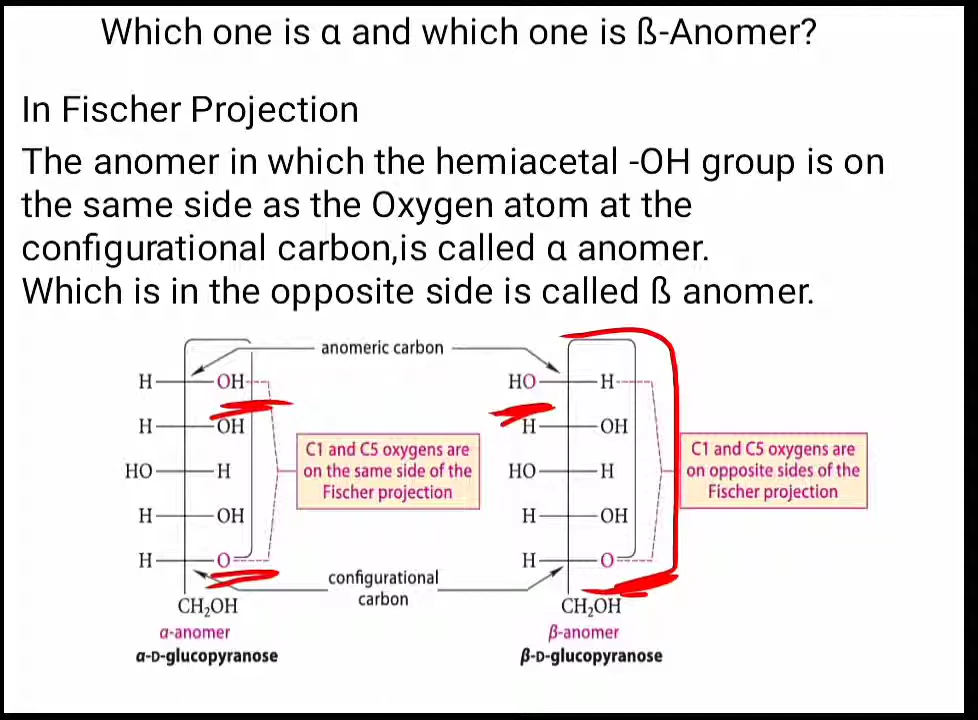 Which one is α and which one is ß-Anomer?
In Fischer Projection
The anomer in which the hemiacetal -OH group is on
the same side as the Oxygen atom at the
configurational carbon,is called α anomer.
Which is in the opposite side is called ß anomer.
anomeric carbon
H OH
H OH
HO H
H OH
H O
CH₂OH
α-anomer
α-D-glucopyranose
C1 and C5 oxygens are
on the same side of the
Fischer projection
configurational
carbon
HO H
H OH
HO H
H OH
H O
CH₂OH
β-anomer
β-D-glucopyranose
C1 and C5 oxygens are
on opposite sides of the
Fischer projection